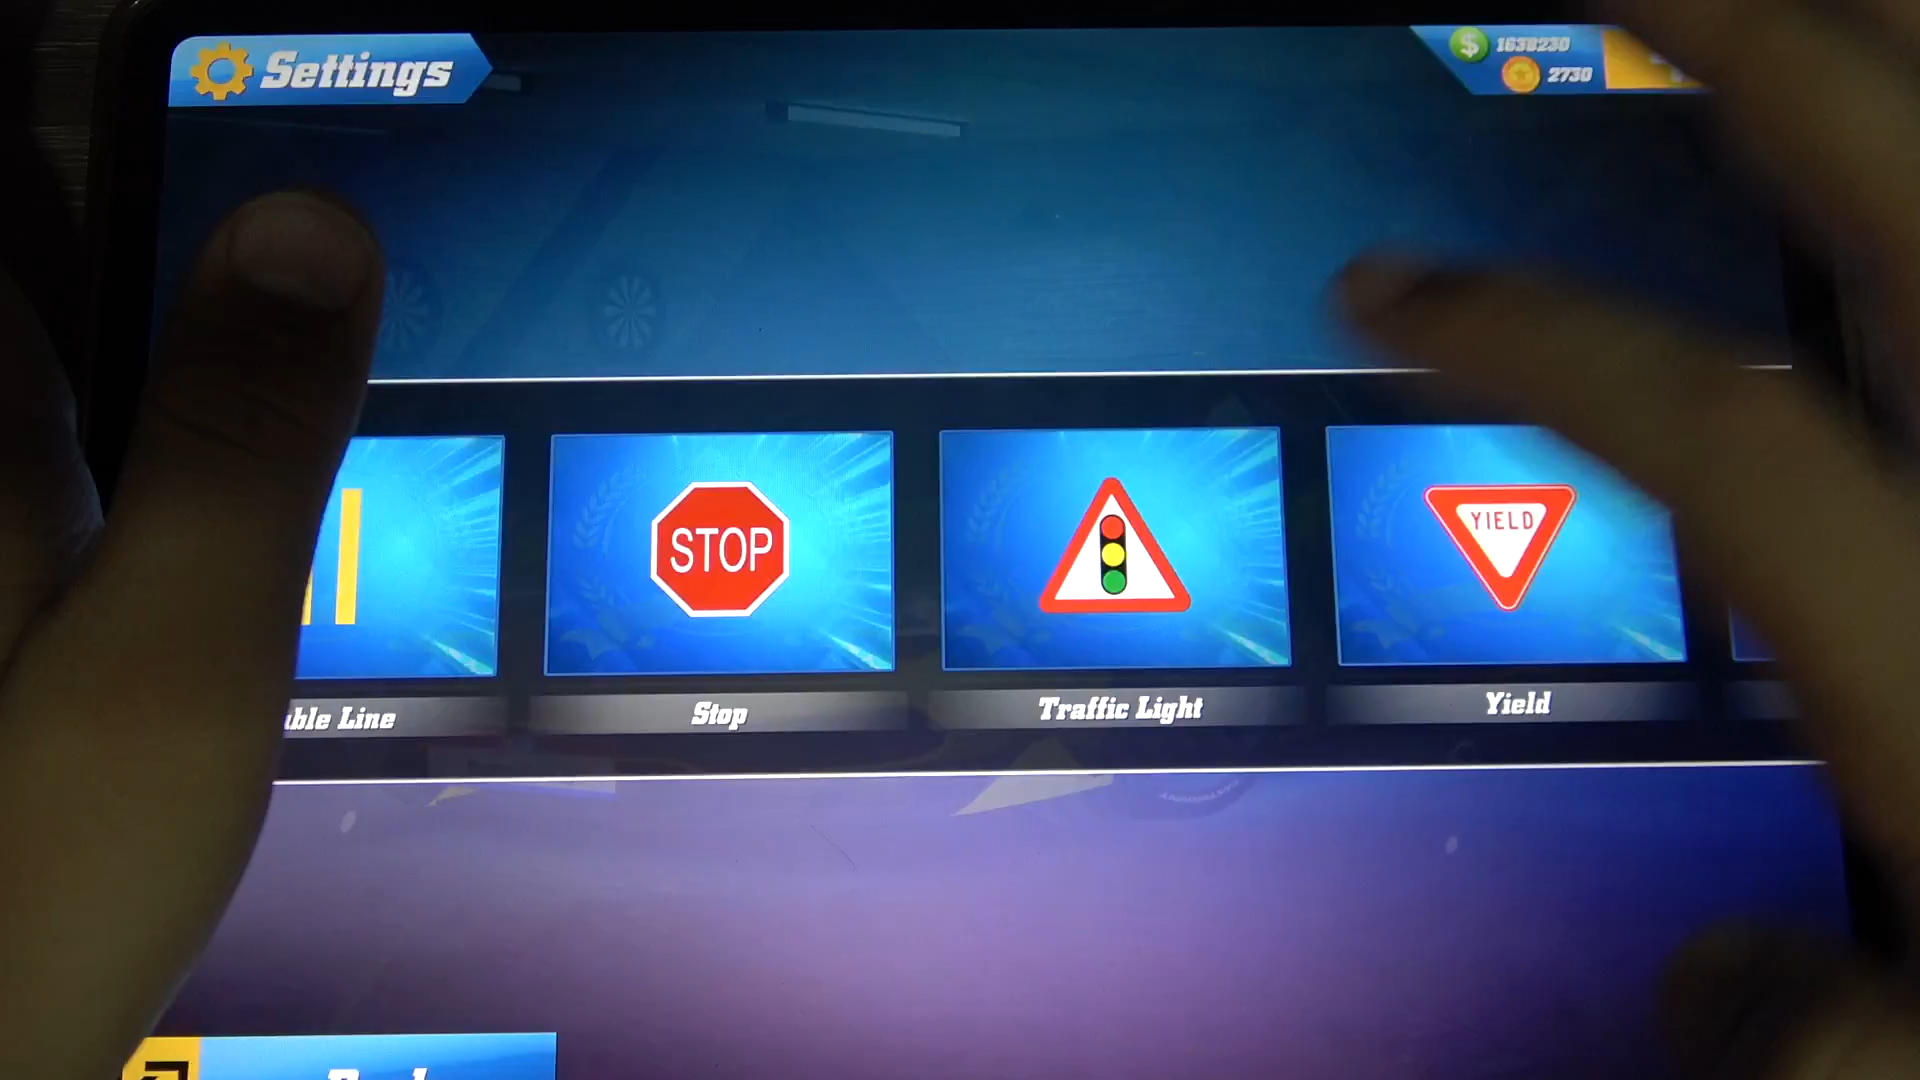 Settings
1638230
2730
STOP
YIELD
ble Line
Stop
Traffic Light
Yield